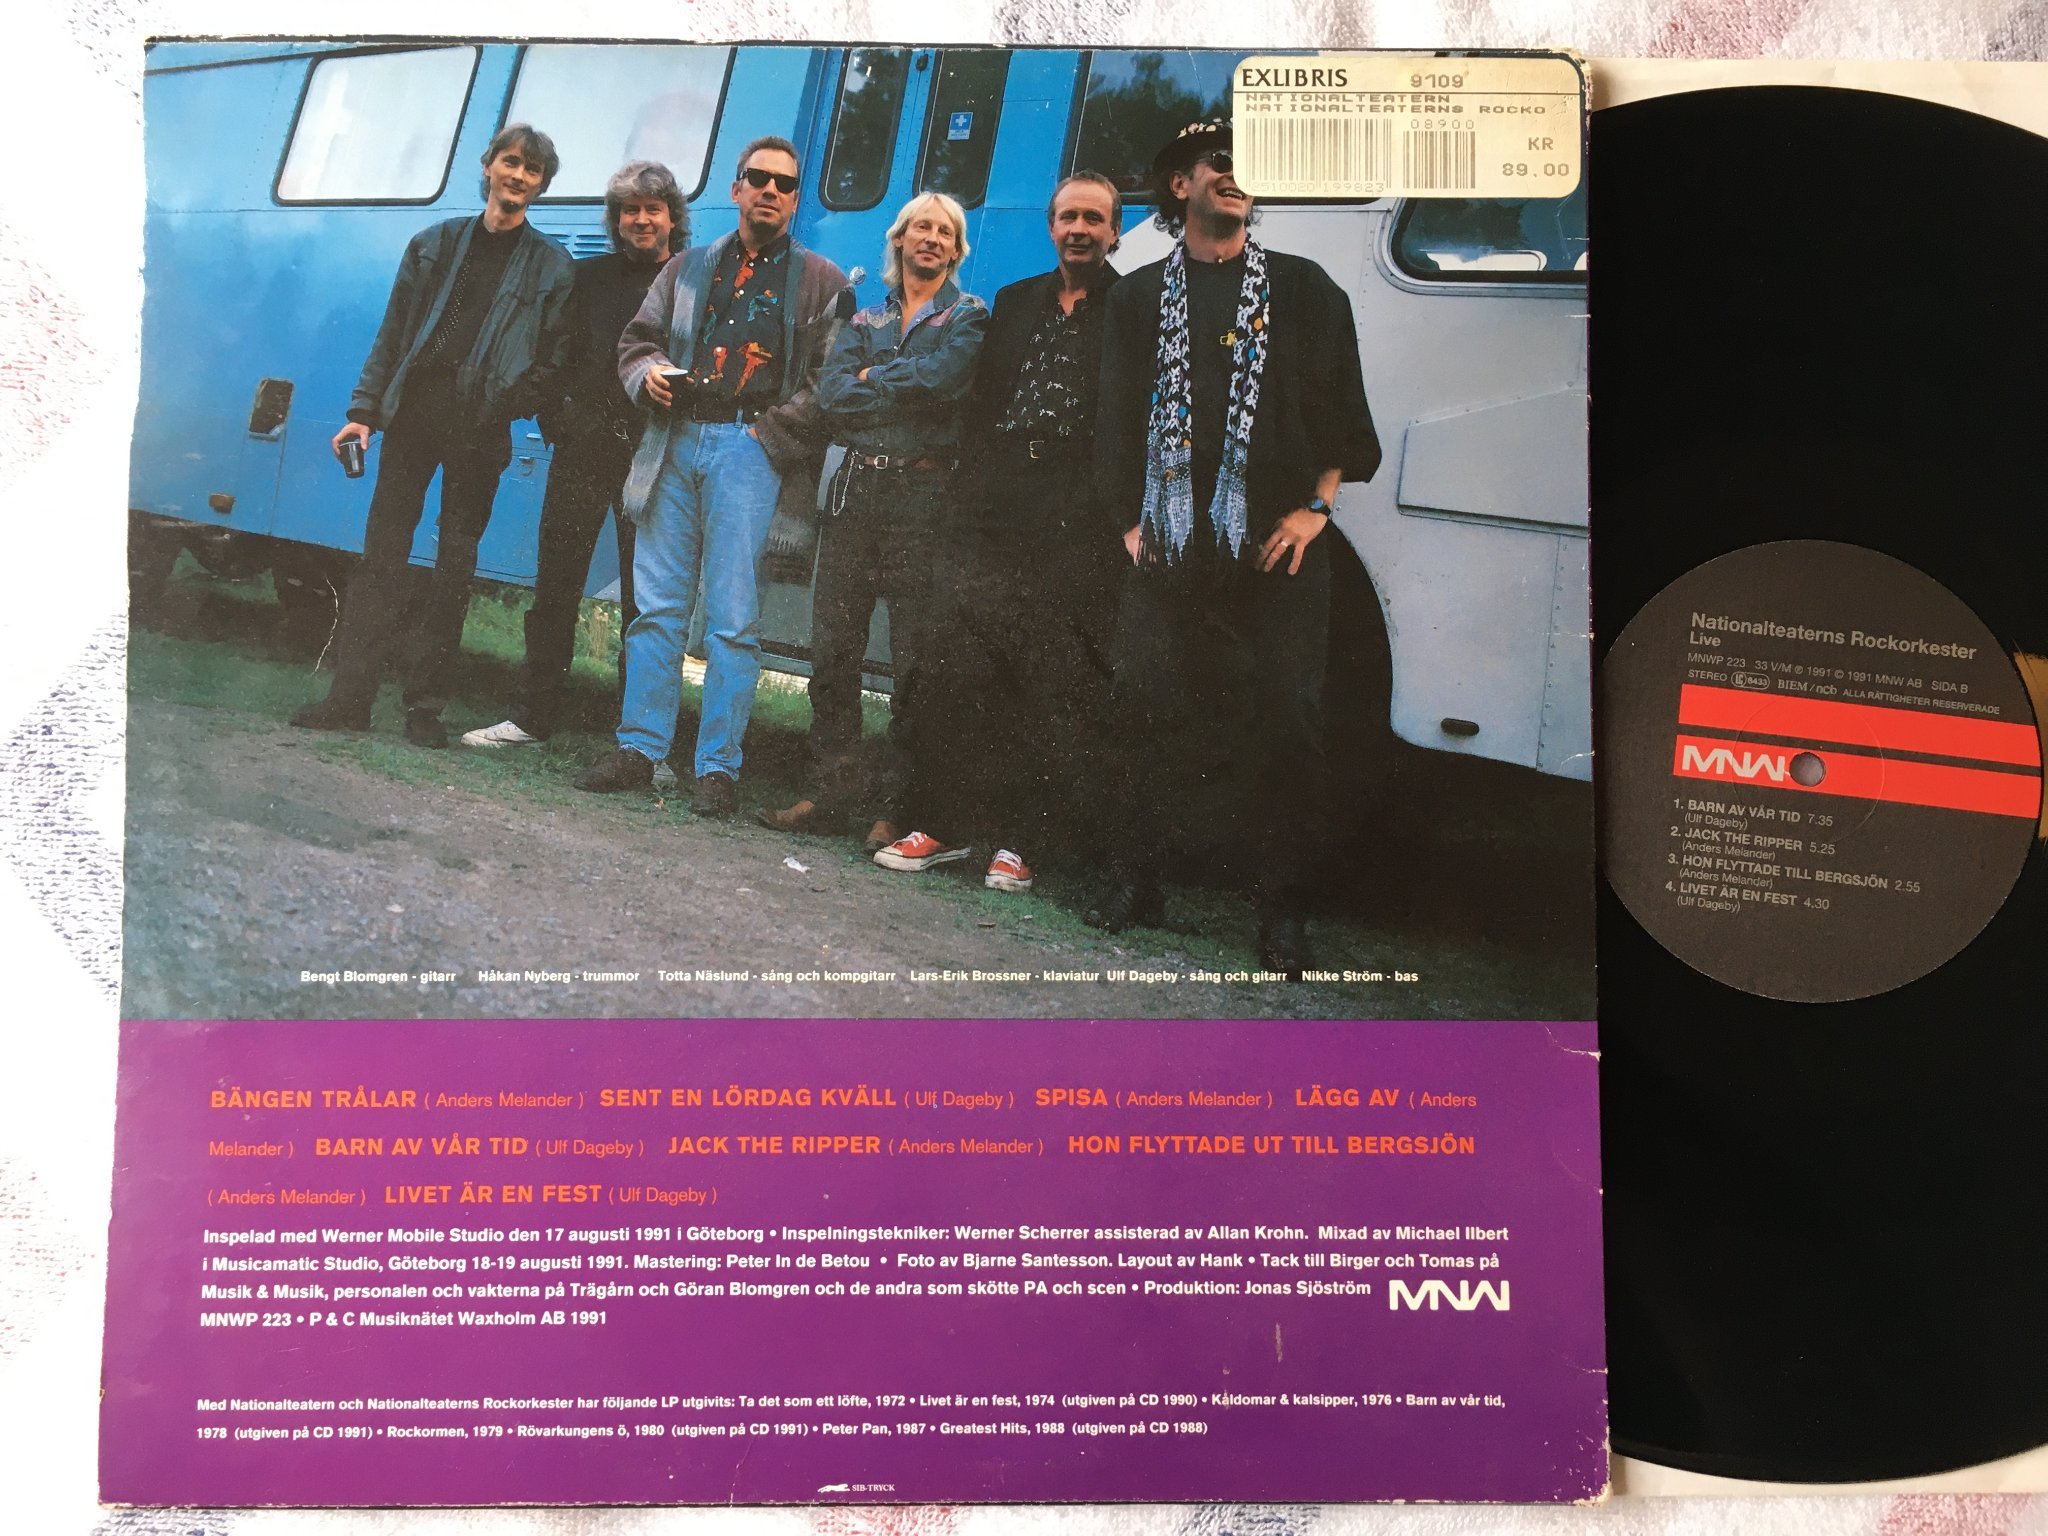 EXLIBRIS 9109
NATIONALTEATERN
NATIONALTEATERNS ROCKO
08900
KR
89.00
2510020199823
Bengt Blomgren - gitarr Håkan Nyberg - trummor Totta Näslund - sång och kompgitarr Lars-Erik Brossner - klaviatur Ulf Dageby - sång och gitarr Nikke Ström - bas
BÄNGEN TRÅLAR ( Anders Melander ) SENT EN LÖRDAG KVÄLL ( Ulf Dageby ) SPISA ( Anders Melander ) LÄGG AV ( Anders
Melander ) BARN AV VÅR TID ( Ulf Dageby ) JACK THE RIPPER ( Anders Melander ) HON FLYTTADE UT TILL BERGSJÖN
( Anders Melander ) LIVET ÄR EN FEST ( Ulf Dageby )
Inspelad med Werner Mobile Studio den 17 augusti 1991 i Göteborg • Inspelningstekniker: Werner Scherrer assisterad av Allan Krohn. Mixad av Michael Ilbert
i Musicamatic Studio, Göteborg 18-19 augusti 1991. Mastering: Peter In de Betou • Foto av Bjarne Santesson. Layout av Hank • Tack till Birger och Tomas på
Musik & Musik, personalen och vakterna på Trägårn och Göran Blomgren och de andra som skötte PA och scen • Produktion: Jonas Sjöström MNW
MNWP 223 • P & C Musiknätet Waxholm AB 1991
Med Nationalteatern och Nationalteaterns Rockorkester har följande LP utgivits: Ta det som ett löfte, 1972 • Livet är en fest, 1974 (utgiven på CD 1990) • Kåldomar & kalsipper, 1976 • Barn av vår tid,
1978 (utgiven på CD 1991) • Rockormen, 1979 • Rövarkungens ö, 1980 (utgiven på CD 1991) • Peter Pan, 1987 • Greatest Hits, 1988 (utgiven på CD 1988)
SIB-TRYCK
Nationalteaterns Rockorkester
Live
MNWP 223 33 V/M ℗ 1991 © 1991 MNW AB SIDA B
STEREO LC 8433 BIEM/ncb ALLA RÄTTIGHETER RESERVERADE
MNW
1. BARN AV VÅR TID 7.35
(Ulf Dageby)
2. JACK THE RIPPER 5.25
(Anders Melander)
3. HON FLYTTADE TILL BERGSJÖN 2.55
(Anders Melander)
4. LIVET ÄR EN FEST 4.30
(Ulf Dageby)